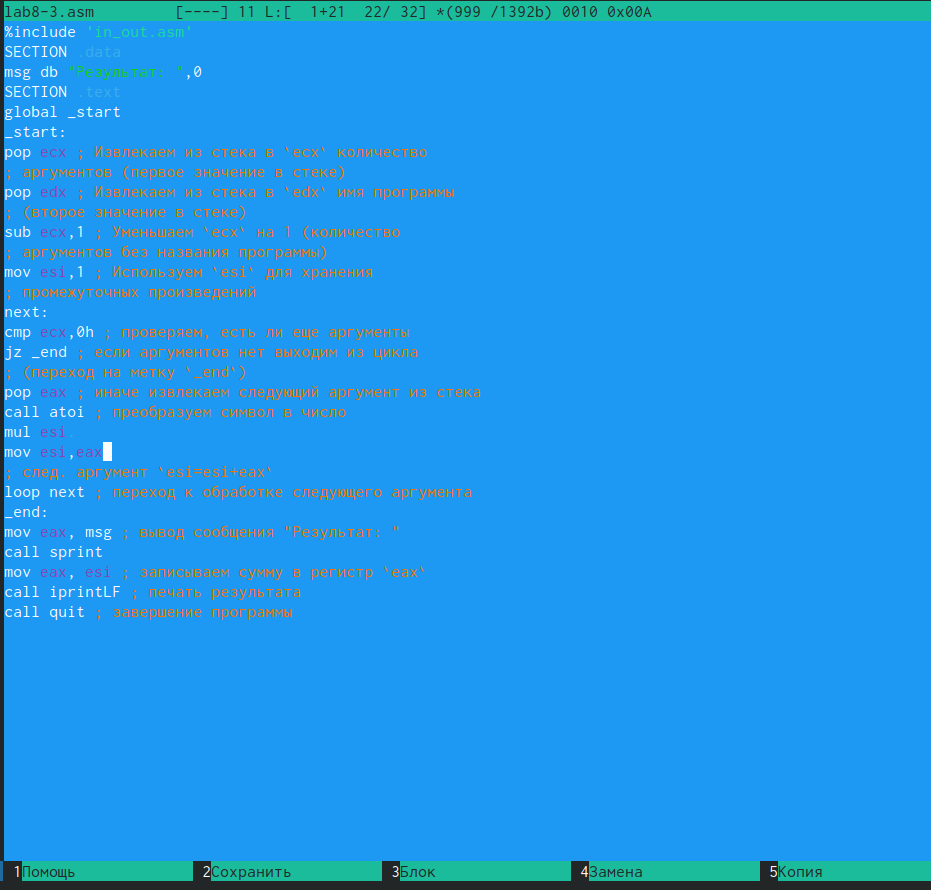 lab8-3.asm [----] 11 L:[ 1+21 22/ 32] *(999 /1392b) 0010 0x00A
%include 'in_out.asm'
SECTION .data
msg db "Результат: ",0
SECTION .text
global _start
_start:
pop ecx ; Извлекаем из стека в `ecx` количество
; аргументов (первое значение в стеке)
pop edx ; Извлекаем из стека в `edx` имя программы
; (второе значение в стеке)
sub ecx,1 ; Уменьшаем `ecx` на 1 (количество
; аргументов без названия программы)
mov esi,1 ; Используем `esi` для хранения
; промежуточных произведений
next:
cmp ecx,0h ; проверяем, есть ли еще аргументы
jz _end ; если аргументов нет выходим из цикла
; (переход на метку `_end`)
pop eax ; иначе извлекаем следующий аргумент из стека
call atoi ; преобразуем символ в число
mul esi
mov esi,eax
; след. аргумент `esi=esi+eax`
loop next ; переход к обработке следующего аргумента
_end:
mov eax, msg ; вывод сообщения "Результат: "
call sprint
mov eax, esi ; записываем сумму в регистр `eax`
call iprintLF ; печать результата
call quit ; завершение программы
1Помощь 2Сохранить 3Блок 4Замена 5Копия